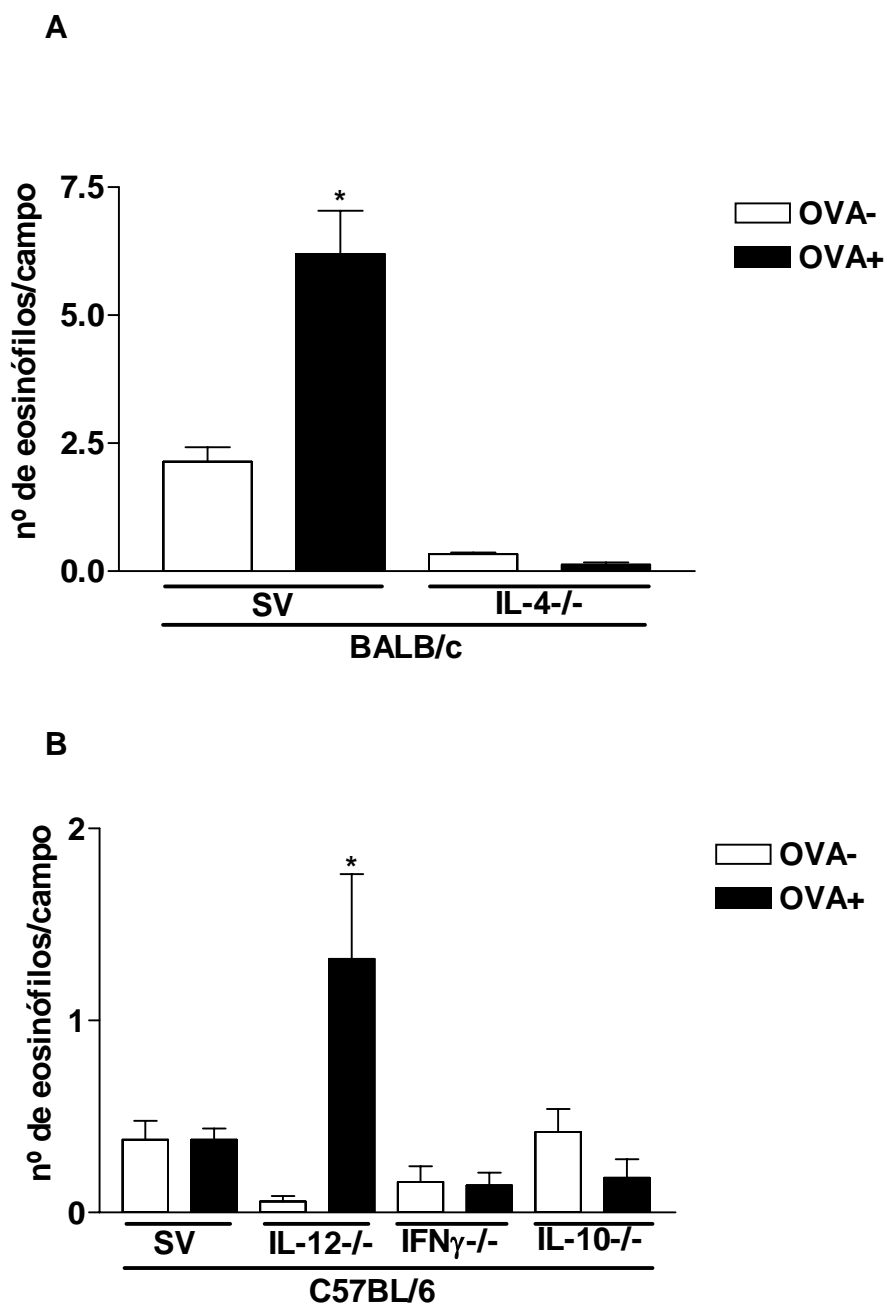 A
nº de eosinófilos/campo
7.5
5.0
2.5
0.0
*
OVA-
OVA+
SV IL-4-/-
BALB/c
B
nº de eosinófilos/campo
2
1
0
*
OVA-
OVA+
SV IL-12-/- IFNγ-/- IL-10-/-
C57BL/6